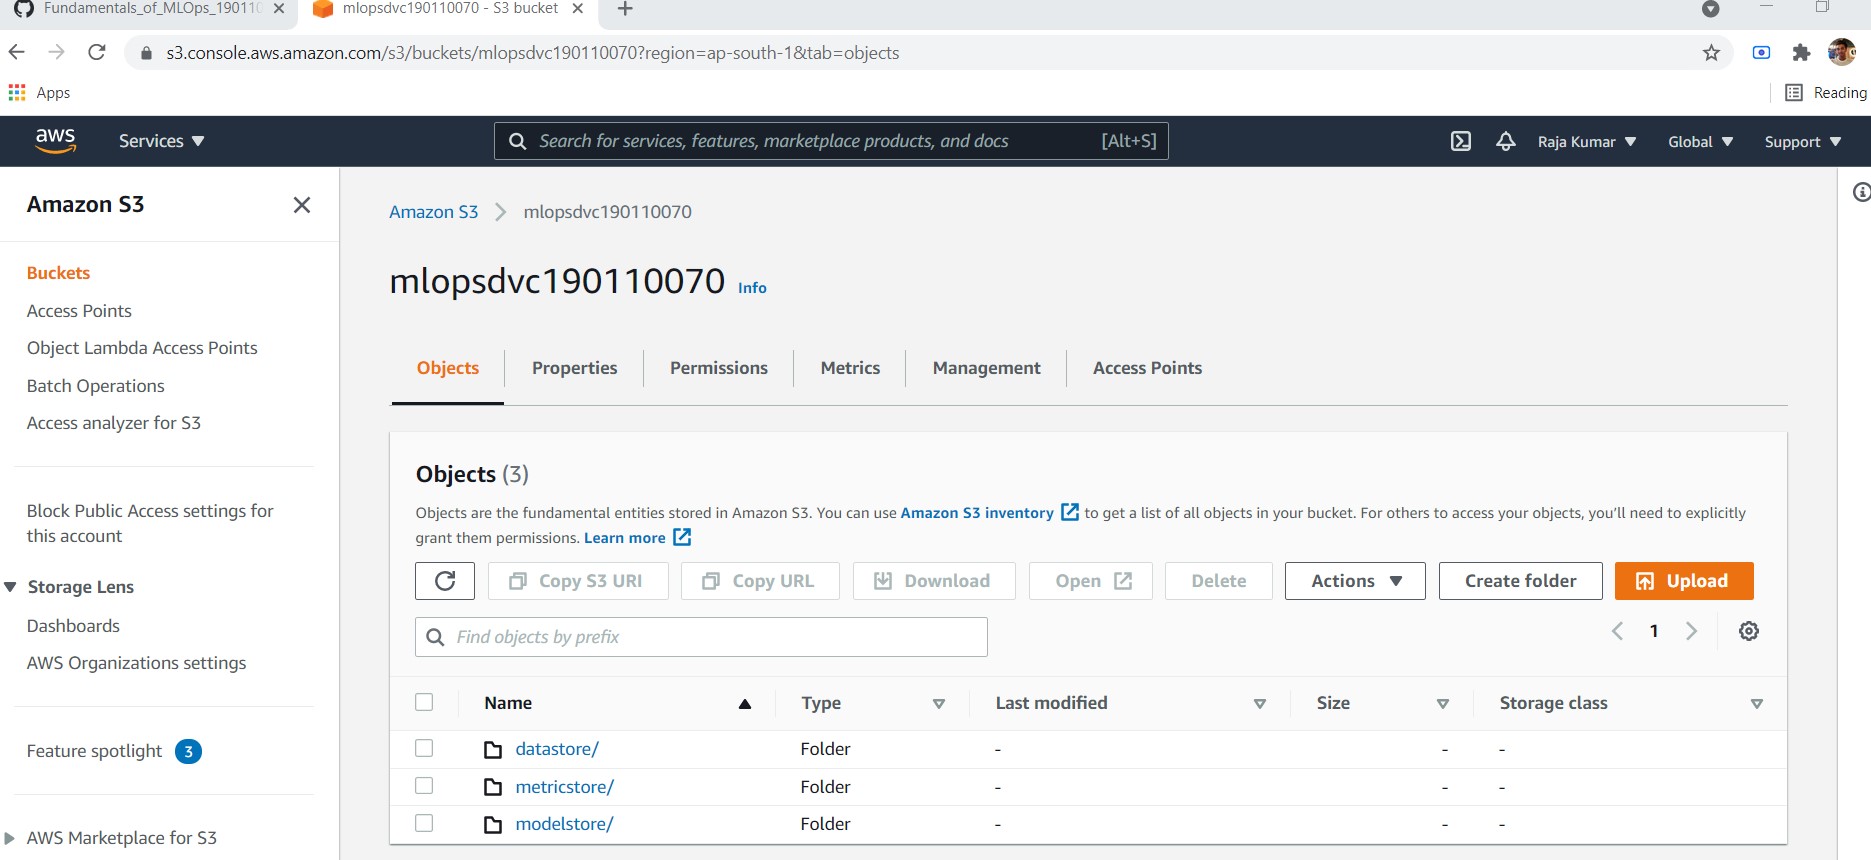 Fundamentals_of_MLOps_19011
mlopsdvc190110070 - S3 bucket
s3.console.aws.amazon.com/s3/buckets/mlopsdvc190110070?region=ap-south-1&tab=objects
Apps
Reading
aws
Services
Search for services, features, marketplace products, and docs
[Alt+S]
Raja Kumar
Global
Support
Amazon S3
Buckets
Access Points
Object Lambda Access Points
Batch Operations
Access analyzer for S3
Block Public Access settings for
this account
Storage Lens
Dashboards
AWS Organizations settings
Feature spotlight 3
AWS Marketplace for S3
Amazon S3 > mlopsdvc190110070
mlopsdvc190110070 Info
Objects Properties Permissions Metrics Management Access Points
Objects (3)
Objects are the fundamental entities stored in Amazon S3. You can use Amazon S3 inventory to get a list of all objects in your bucket. For others to access your objects, you'll need to explicitly
grant them permissions. Learn more
Copy S3 URI Copy URL Download Open Delete Actions Create folder Upload
Find objects by prefix
1
Name Type Last modified Size Storage class
datastore/ Folder - - -
metricstore/ Folder - - -
modelstore/ Folder - - -